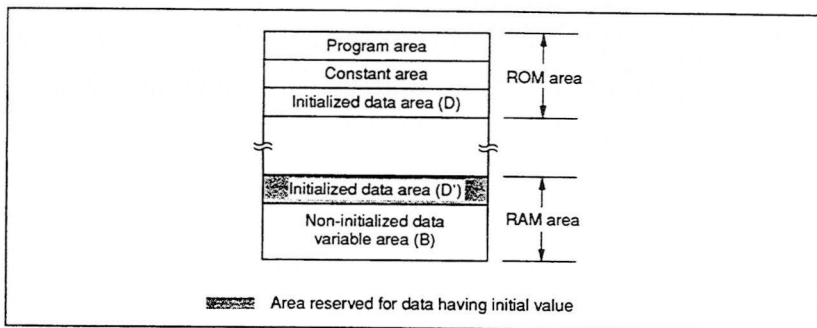 Program area
Constant area
ROM area
Initialized data area (D)
Initialized data area (D')
Non-initialized data
variable area (B)
RAM area
Area reserved for data having initial value